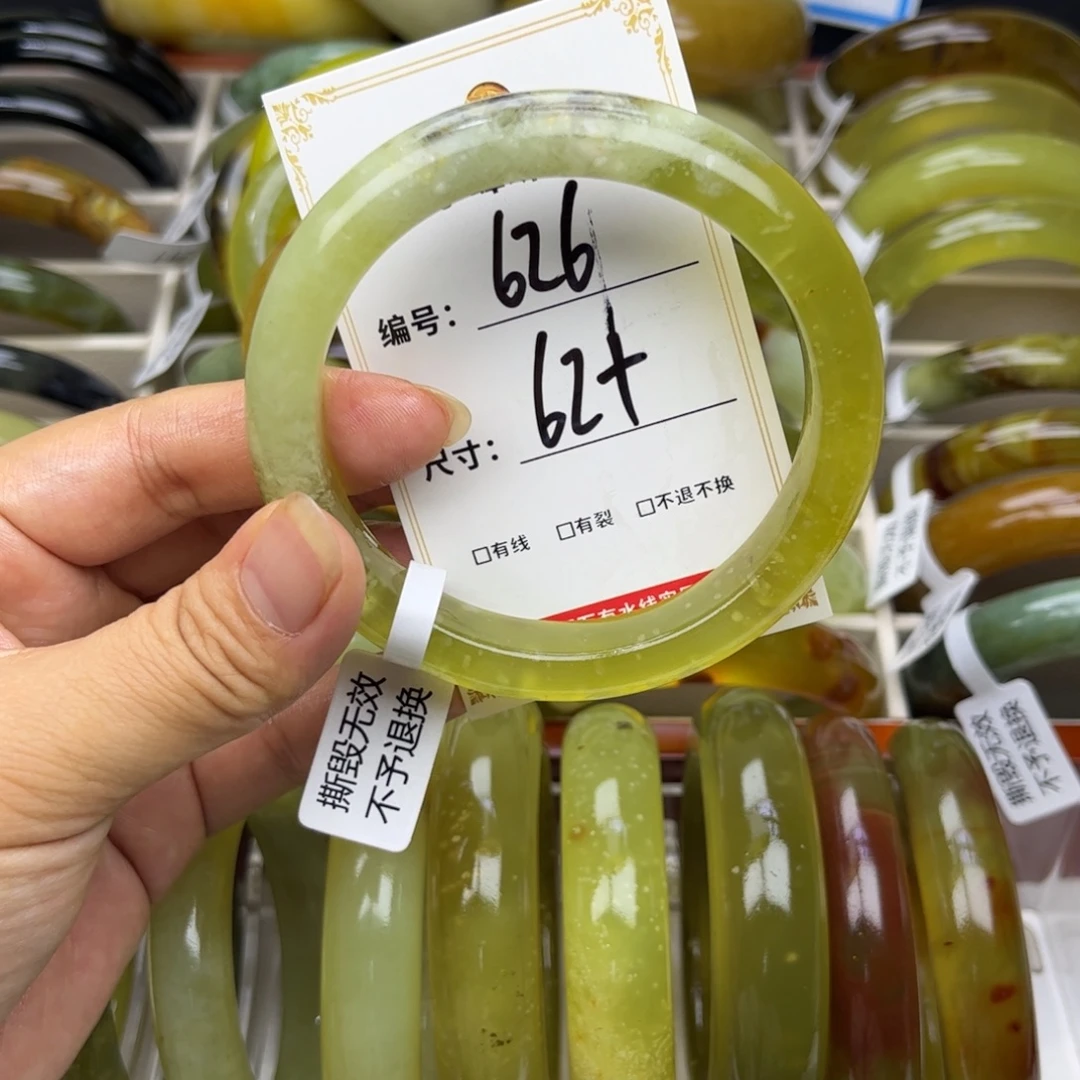 编号：626
尺寸：62+
□有线 □有裂 □不退不换
撕毁无效
不予退换
撕毁无效
不予退换